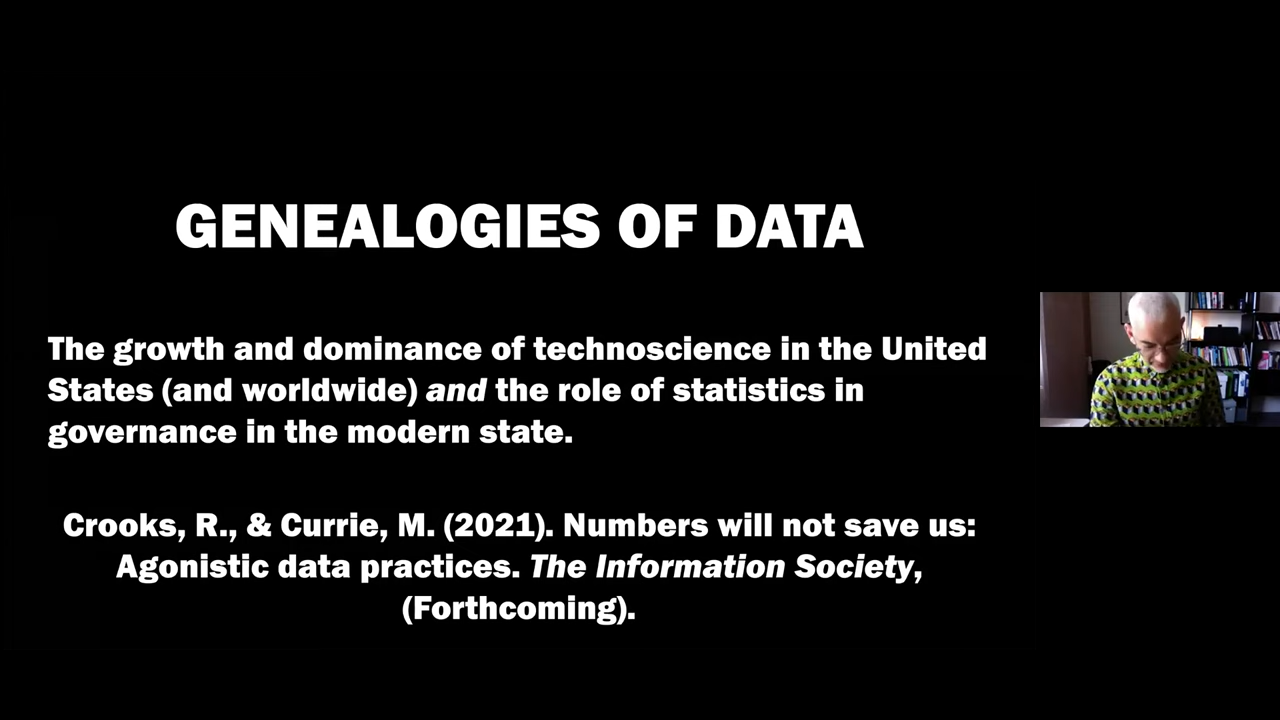 GENEALOGIES OF DATA
The growth and dominance of technoscience in the United
States (and worldwide) and the role of statistics in
governance in the modern state.
Crooks, R., & Currie, M. (2021). Numbers will not save us:
Agonistic data practices. The Information Society,
(Forthcoming).